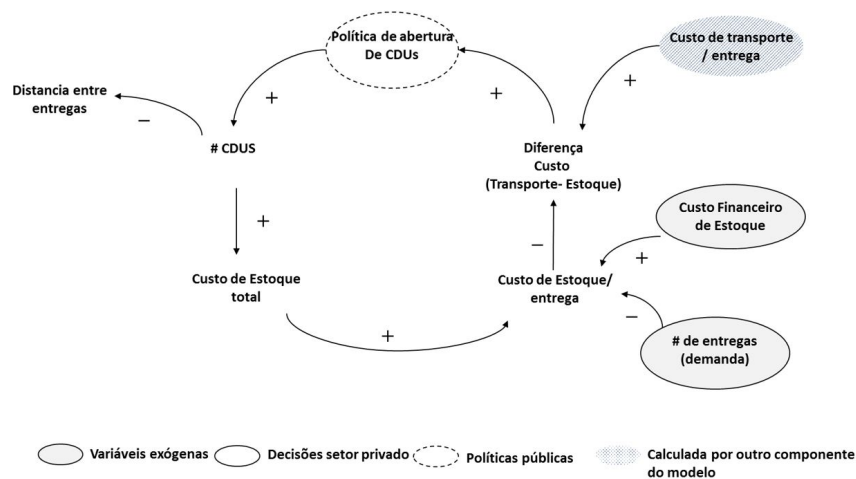 Política de abertura
De CDUs
Custo de transporte
/ entrega
+
+
+
Distancia entre
entregas
−
# CDUS
Diferença
Custo
(Transporte- Estoque)
Custo Financeiro
de Estoque
+
−
+
Custo de Estoque
total
Custo de Estoque/
entrega
−
# de entregas
(demanda)
+
Variáveis exógenas
Decisões setor privado
Políticas públicas
Calculada por outro componente
do modelo